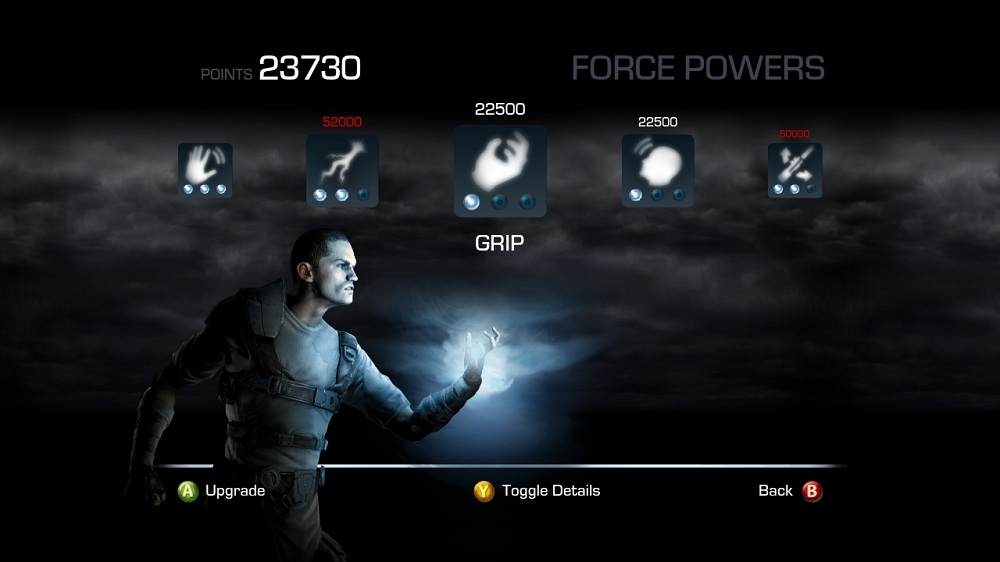 POINTS 23730
FORCE POWERS
52000
22500
22500
50000
GRIP
A Upgrade
Y Toggle Details
Back B